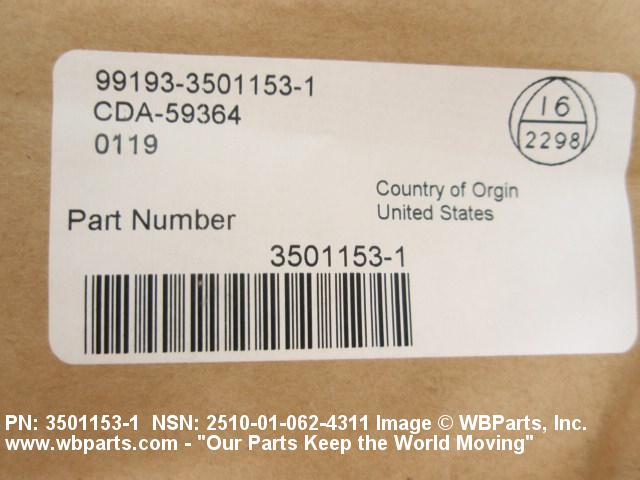 99193-3501153-1
CDA-59364
0119
16
2298
Country of Orgin
United States
Part Number
3501153-1
PN: 3501153-1 NSN: 2510-01-062-4311 Image © WBParts, Inc.
www.wbparts.com - "Our Parts Keep the World Moving"